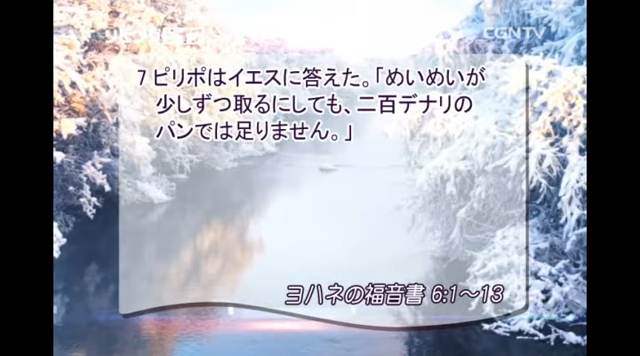 CGNTV
7 ピリポはイエスに答えた。「めいめいが
少しずつ取るにしても、二百デナリの
パンでは足りません。」
ヨハネの福音書 6:1～13